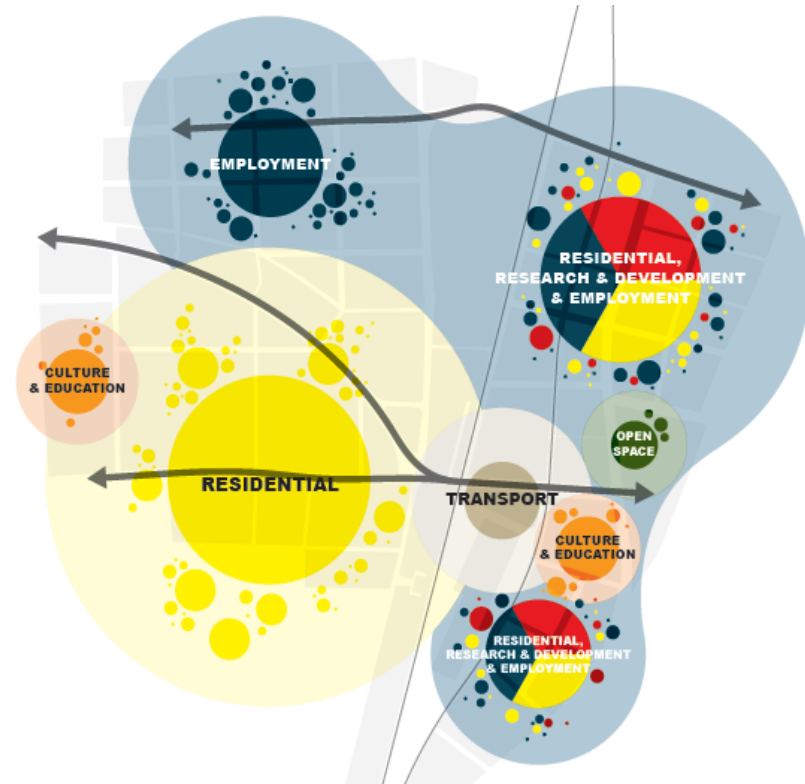 EMPLOYMENT
RESIDENTIAL,
RESEARCH & DEVELOPMENT
& EMPLOYMENT
CULTURE
& EDUCATION
OPEN
SPACE
RESIDENTIAL
TRANSPORT
CULTURE
& EDUCATION
RESIDENTIAL,
RESEARCH & DEVELOPMENT
& EMPLOYMENT